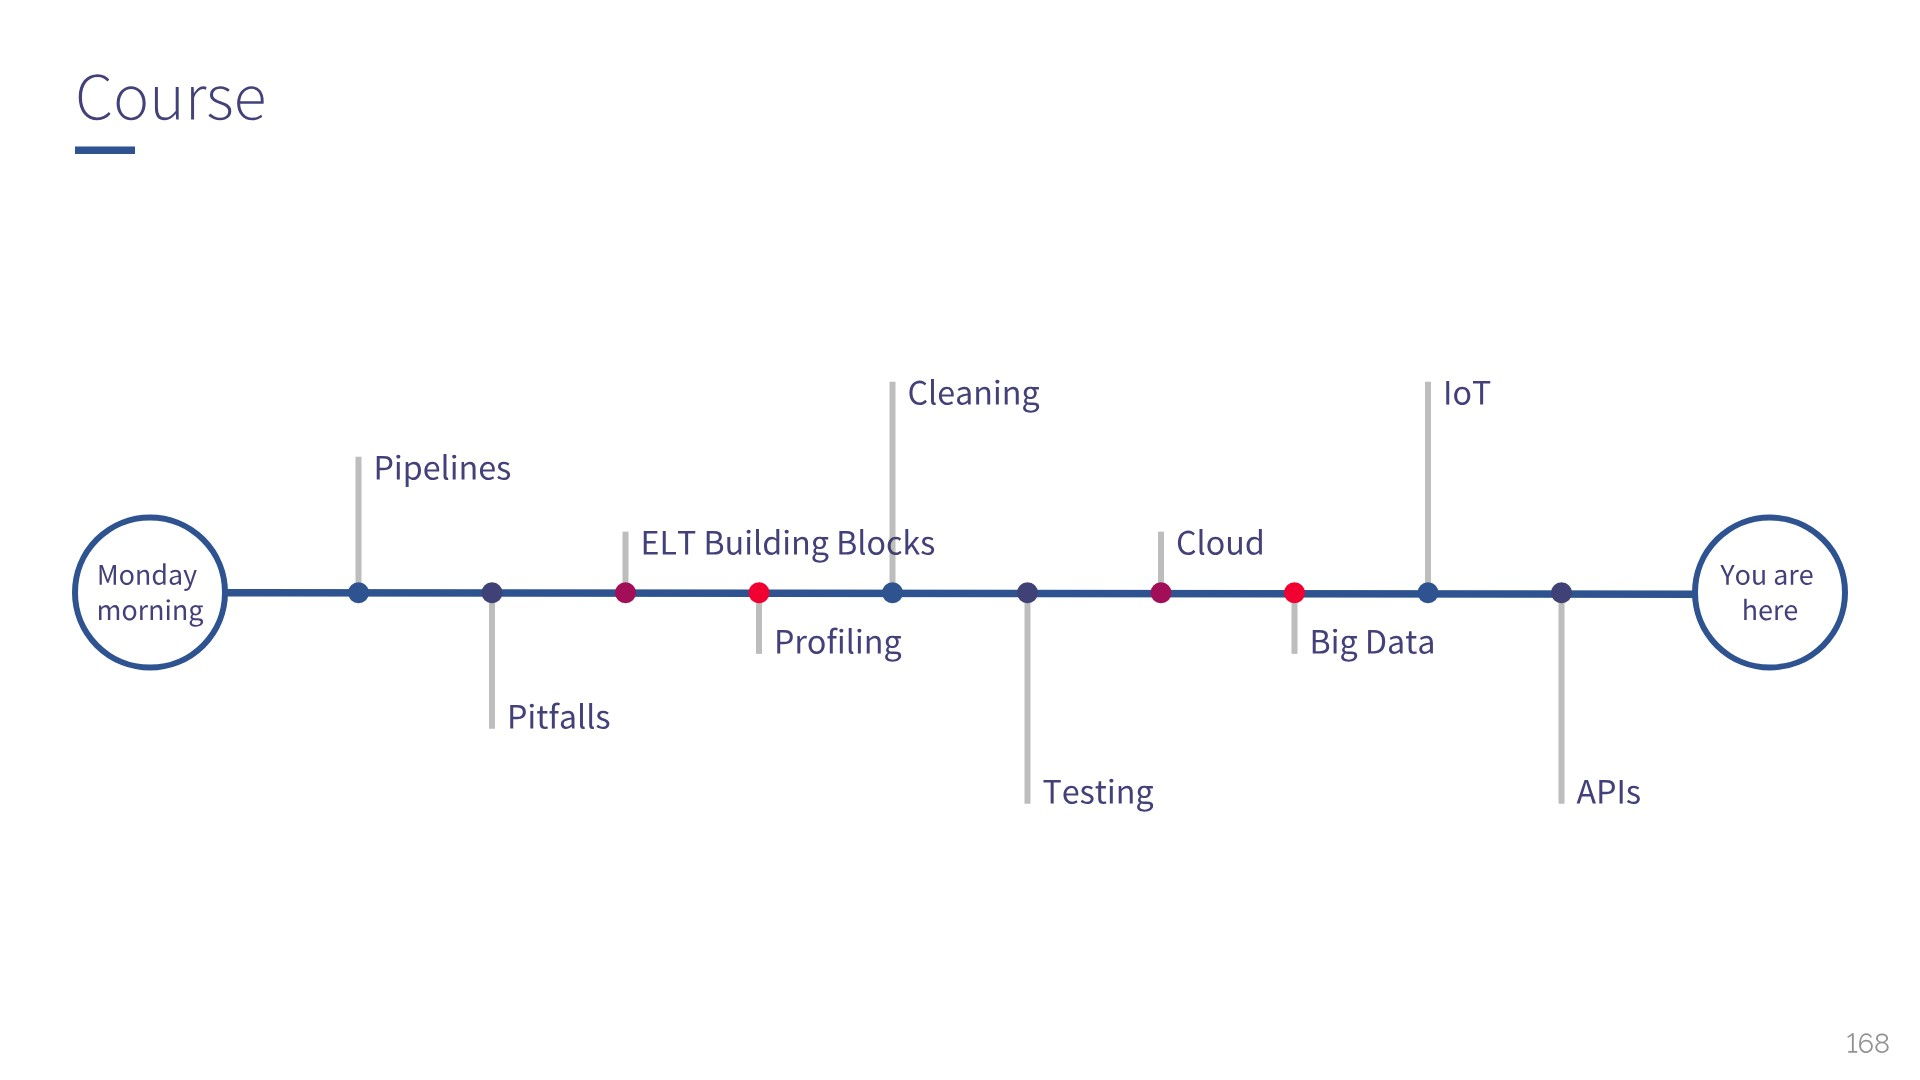 Course
Cleaning
IoT
Pipelines
ELT Building Blocks
Cloud
Monday
morning
You are
here
Profiling
Big Data
Pitfalls
Testing
APIs
168